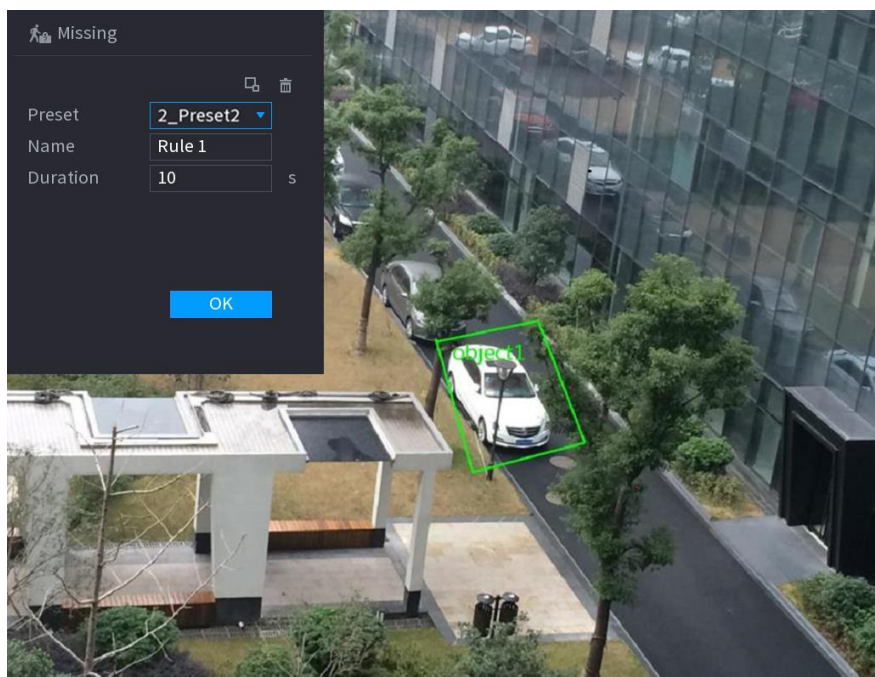 Missing
Preset 2_Preset2
Name Rule 1
Duration 10 s
OK
object1